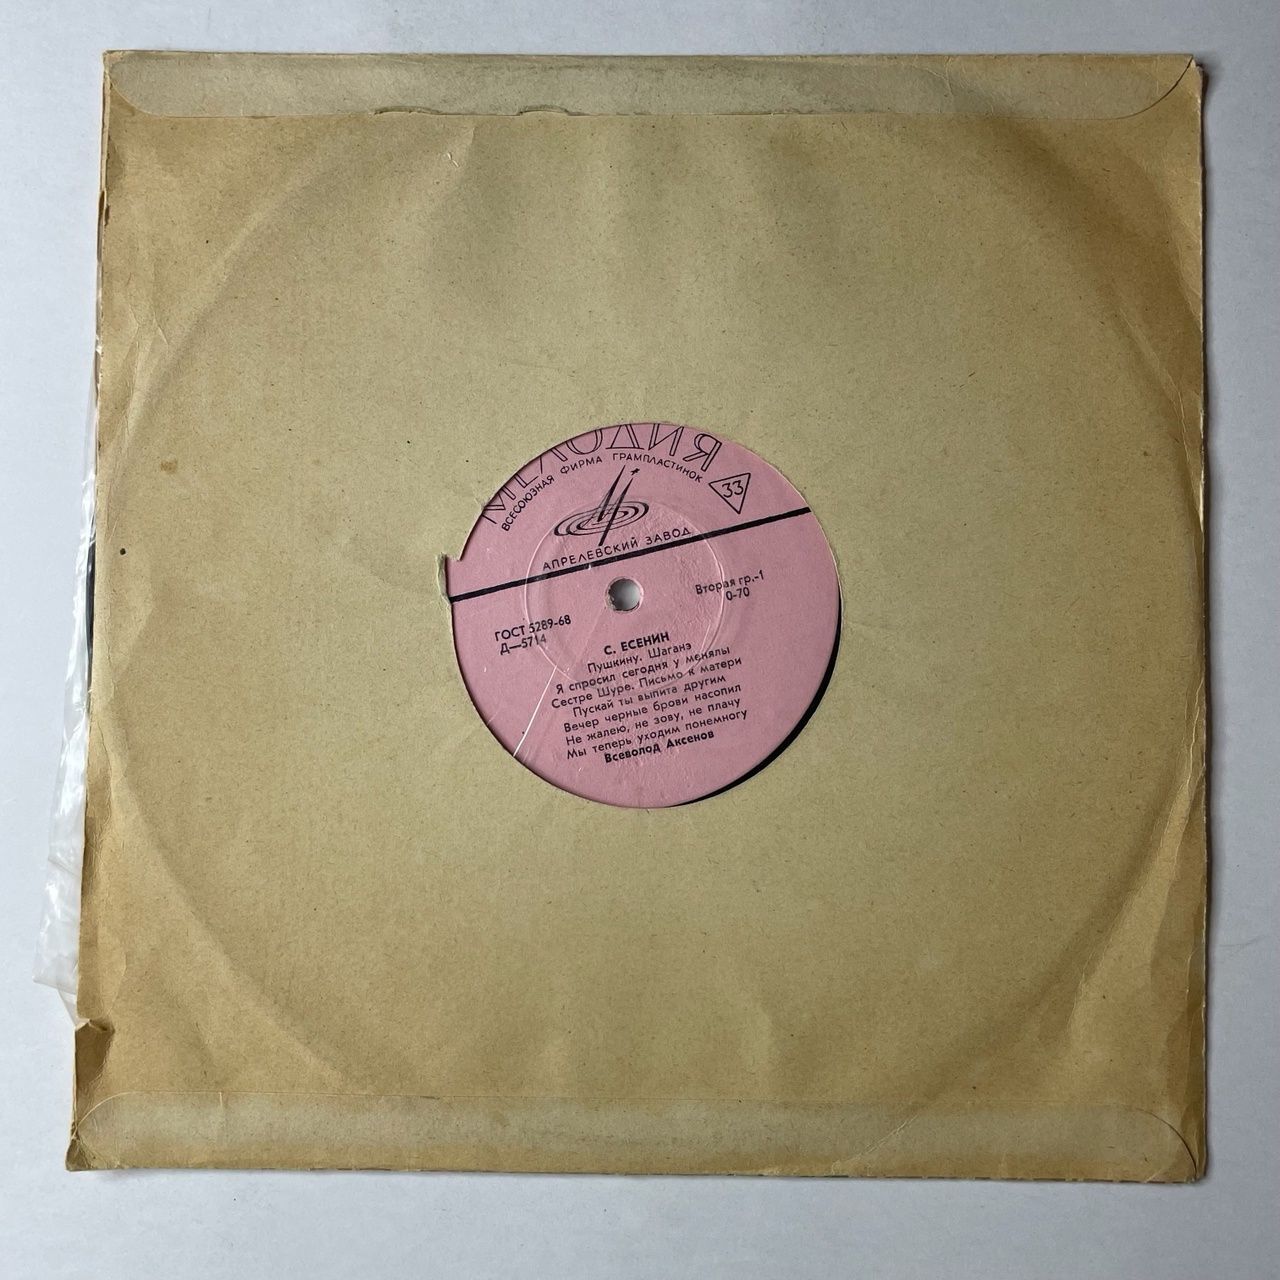 МЕЛОДИЯ
ВСЕСОЮЗНАЯ ФИРМА ГРАМПЛАСТИНОК
33
АПРЕЛЕВСКИЙ ЗАВОД
Вторая гр.-1
0-70
ГОСТ 5289-68
Д—5714
С. ЕСЕНИН
Пушкину. Шаганэ
Я спросил сегодня у менялы
Сестре Шуре. Письмо к матери
Пускай ты выпита другим
Вечер черные брови насопил
Не жалею, не зову, не плачу
Мы теперь уходим понемногу
Всеволод Аксенов